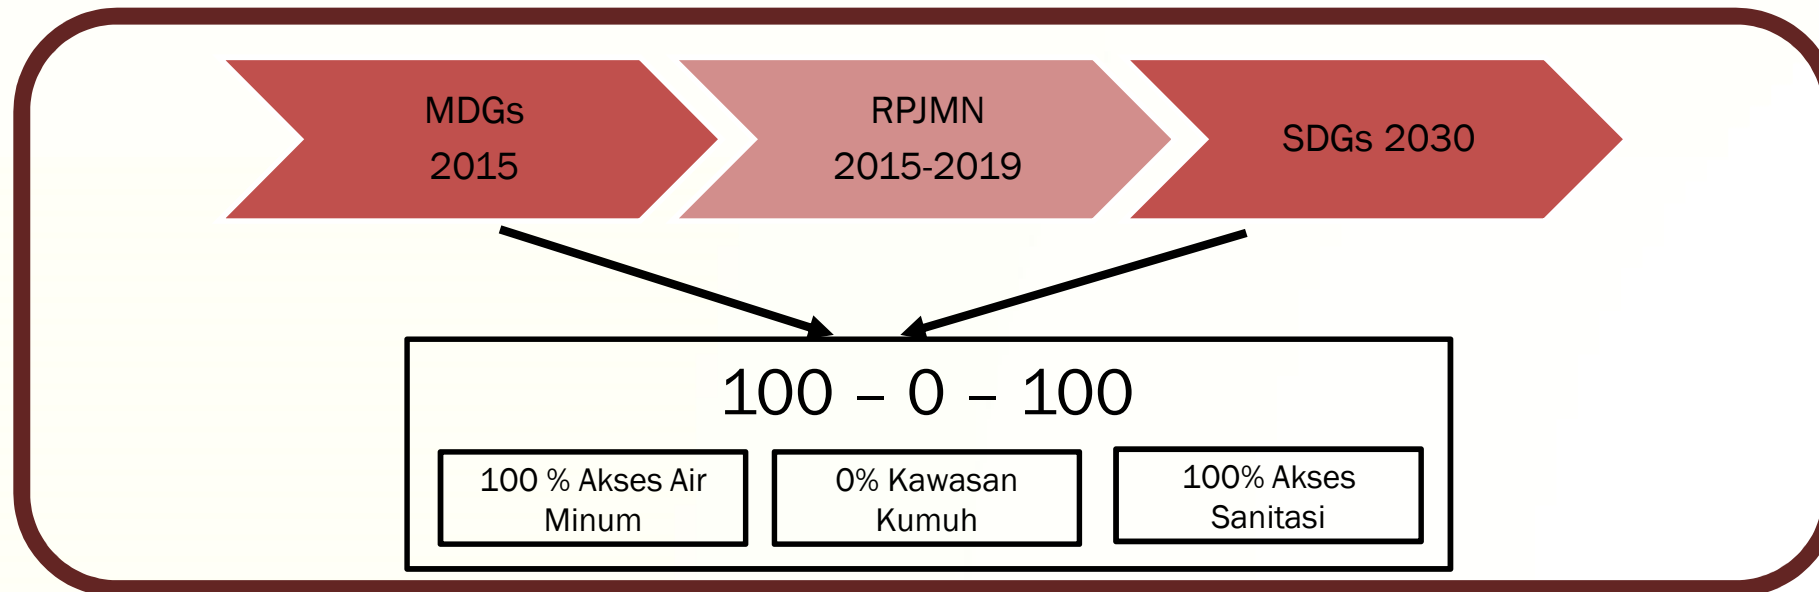 MDGs
2015
RPJMN
2015-2019
SDGs 2030
100 – 0 – 100
100 % Akses Air
Minum
0% Kawasan
Kumuh
100% Akses
Sanitasi